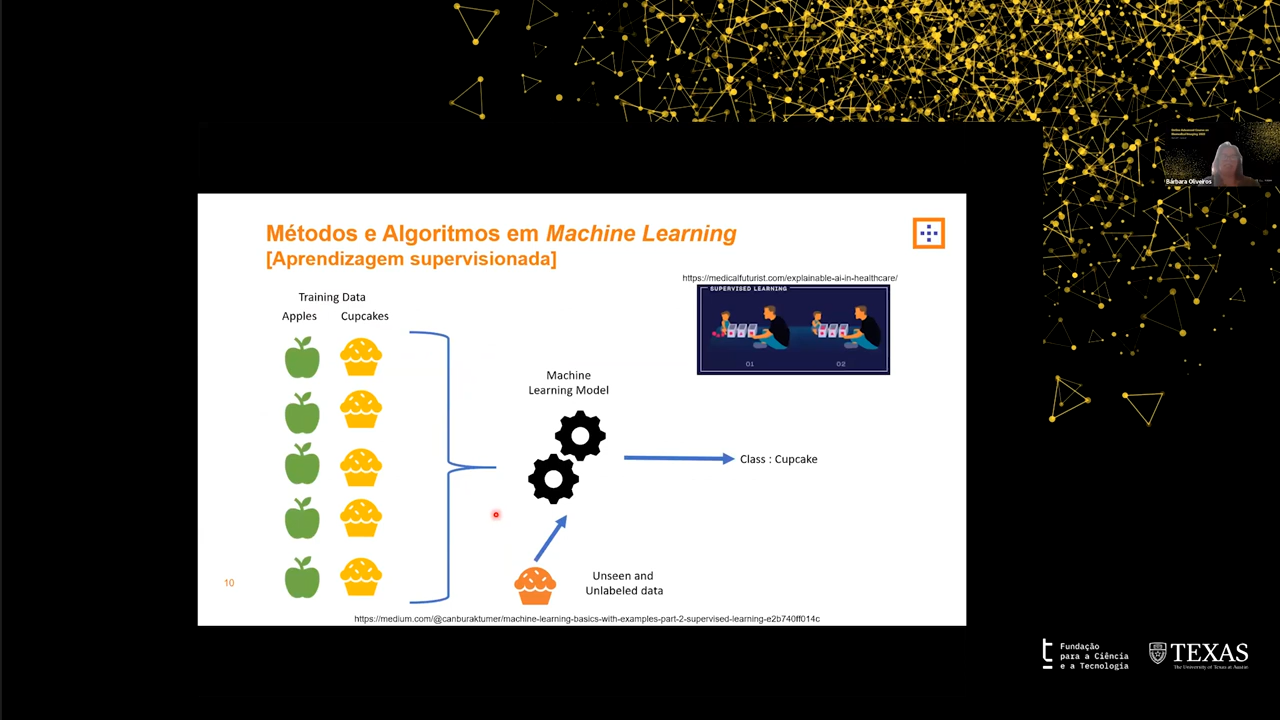 Métodos e Algoritmos em Machine Learning
[Aprendizagem supervisionada]
https://medicalfuturist.com/explainable-ai-in-healthcare/
SUPERVISED LEARNING
01
02
Training Data
Apples
Cupcakes
Machine
Learning Model
Class : Cupcake
Unseen and
Unlabeled data
10
https://medium.com/@canburaktumer/machine-learning-basics-with-examples-part-2-supervised-learning-e2b740ff014c
Bárbara Oliveiros
Fundação
para a Ciência
e a Tecnologia
TEXAS
The University of Texas at Austin